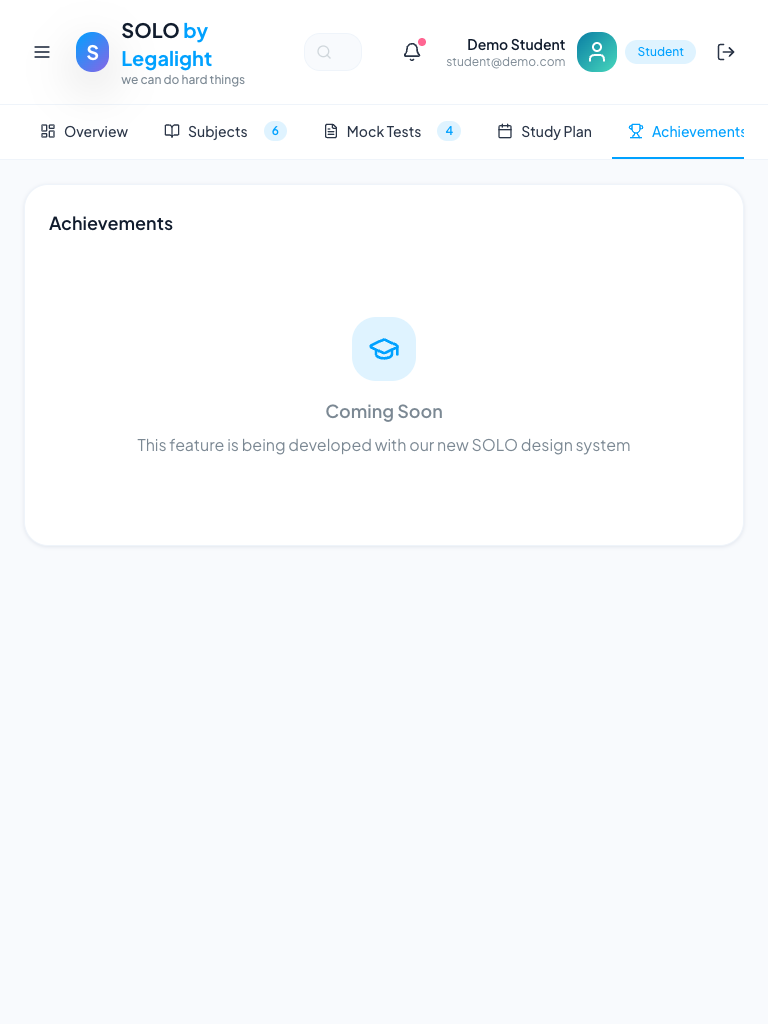 S
SOLO by
Legalight
we can do hard things
Demo Student
student@demo.com
Student
Overview
Subjects 6
Mock Tests 4
Study Plan
Achievements
Achievements
Coming Soon
This feature is being developed with our new SOLO design system